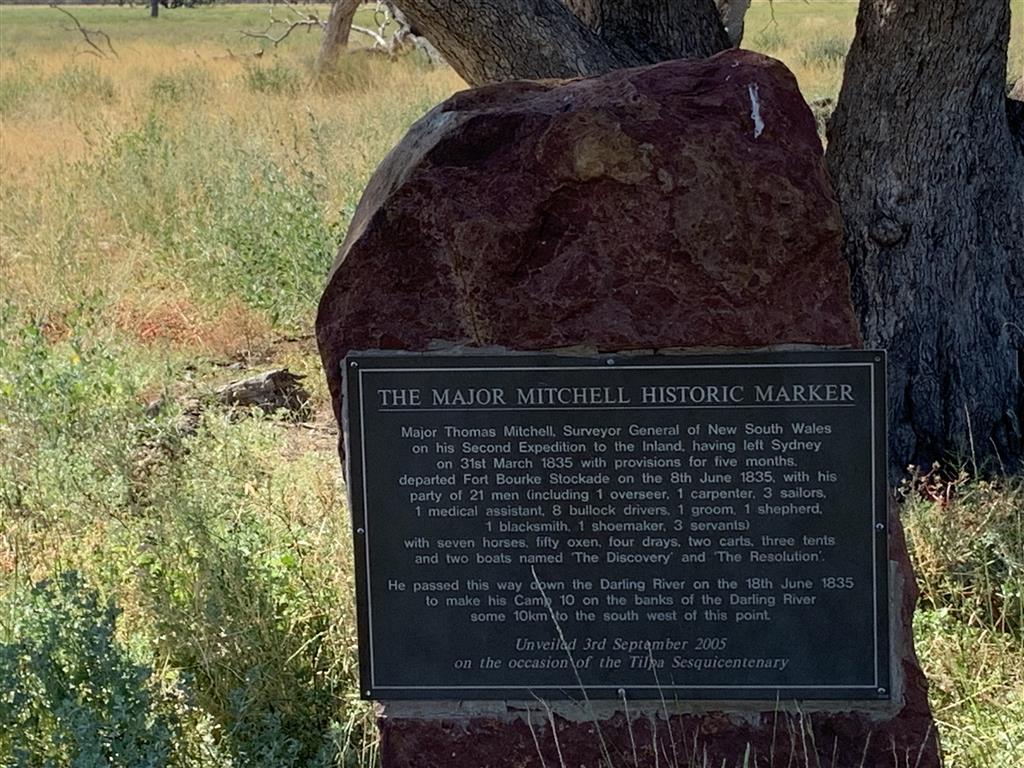 THE MAJOR MITCHELL HISTORIC MARKER
Major Thomas Mitchell, Surveyor General of New South Wales
on his Second Expedition to the Inland, having left Sydney
on 31st March 1835 with provisions for five months,
departed Fort Bourke Stockade on the 8th June 1835, with his
party of 21 men (including 1 overseer, 1 carpenter, 3 sailors,
1 medical assistant, 8 bullock drivers, 1 groom, 1 shepherd,
1 blacksmith, 1 shoemaker, 3 servants)
with seven horses, fifty oxen, four drays, two carts, three tents
and two boats named 'The Discovery' and 'The Resolution'.
He passed this way down the Darling River on the 18th June 1835
to make his Camp 10 on the banks of the Darling River
some 10km to the south west of this point.
Unveiled 3rd September 2005
on the occasion of the Tilpa Sesquicentenary